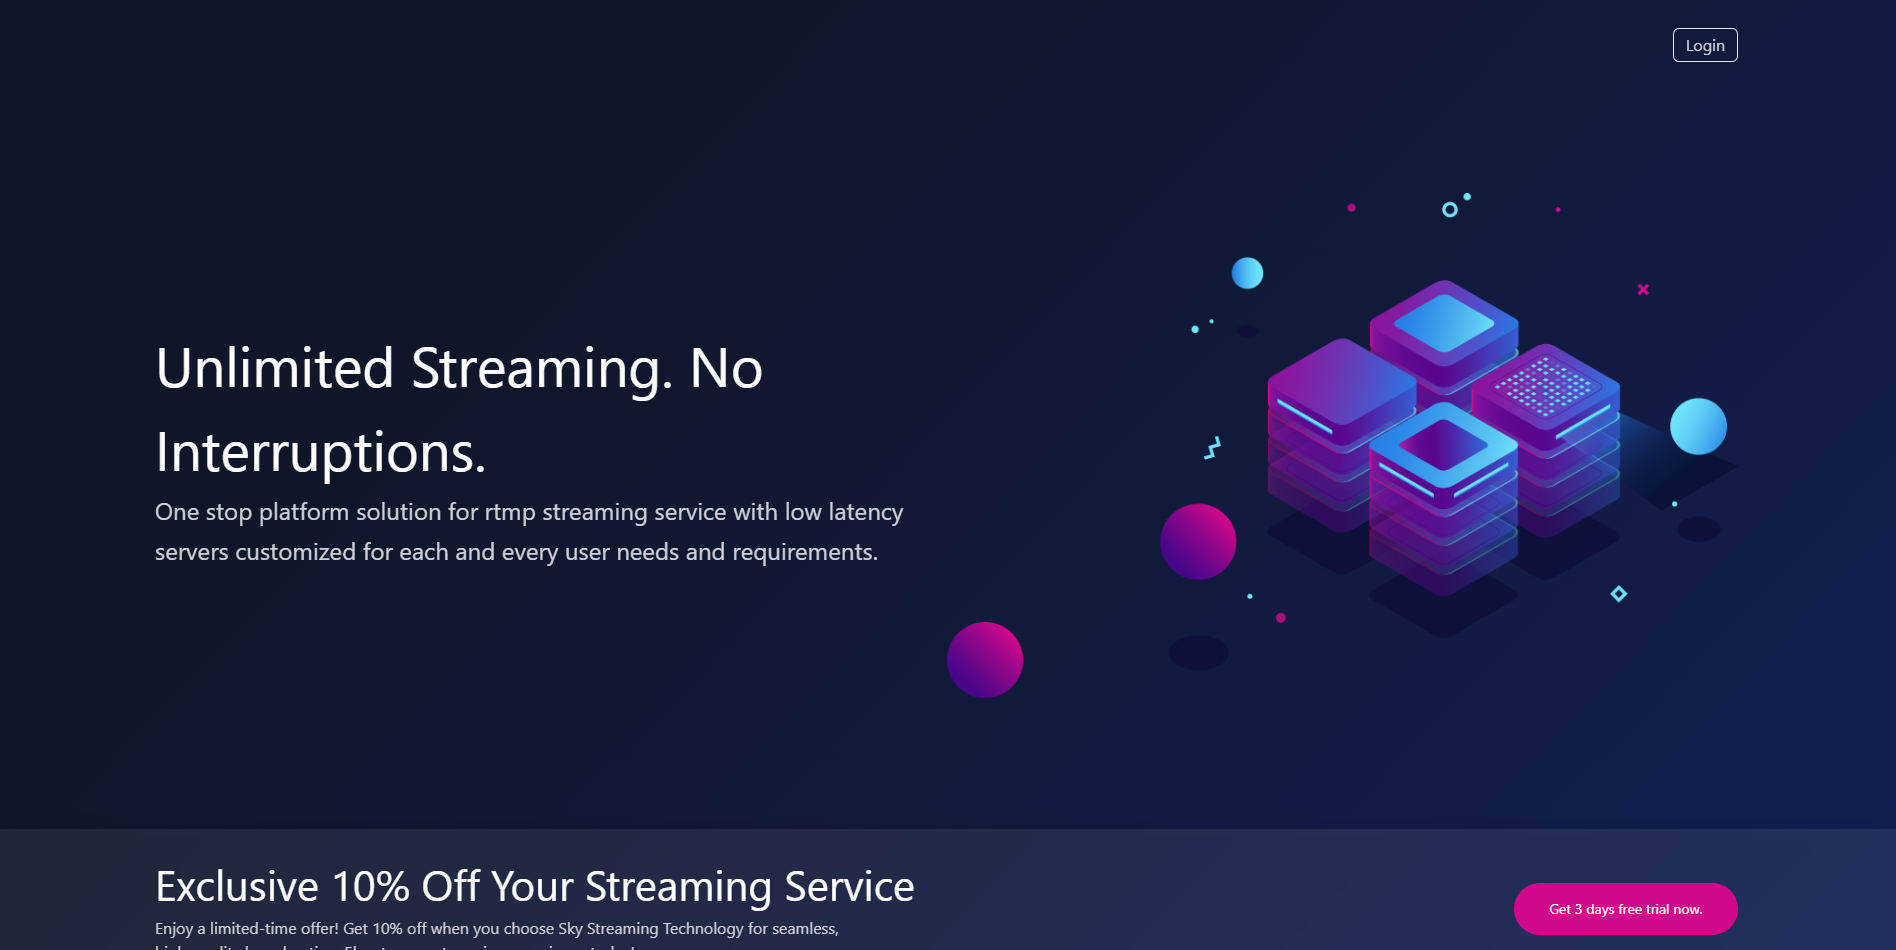 Login
Unlimited Streaming. No
Interruptions.
One stop platform solution for rtmp streaming service with low latency
servers customized for each and every user needs and requirements.
Exclusive 10% Off Your Streaming Service
Enjoy a limited-time offer! Get 10% off when you choose Sky Streaming Technology for seamless,
Get 3 days free trial now.